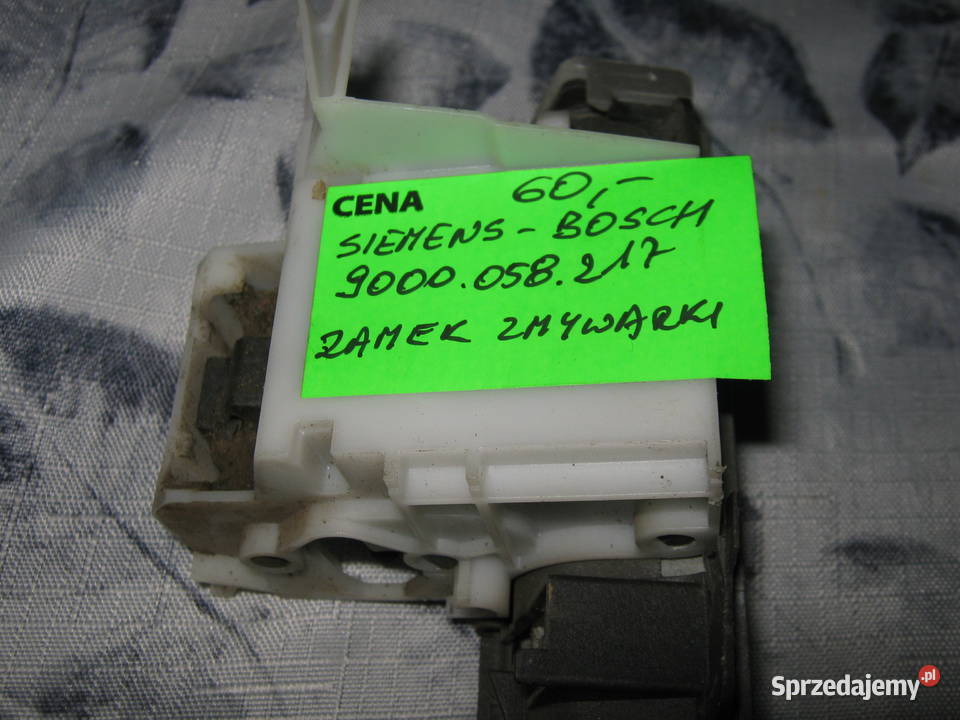 CENA 60,-
SIEMENS - BOSCH
9000.058.217
ZAMEK ZMYWARKI
Sprzedajemy.pl